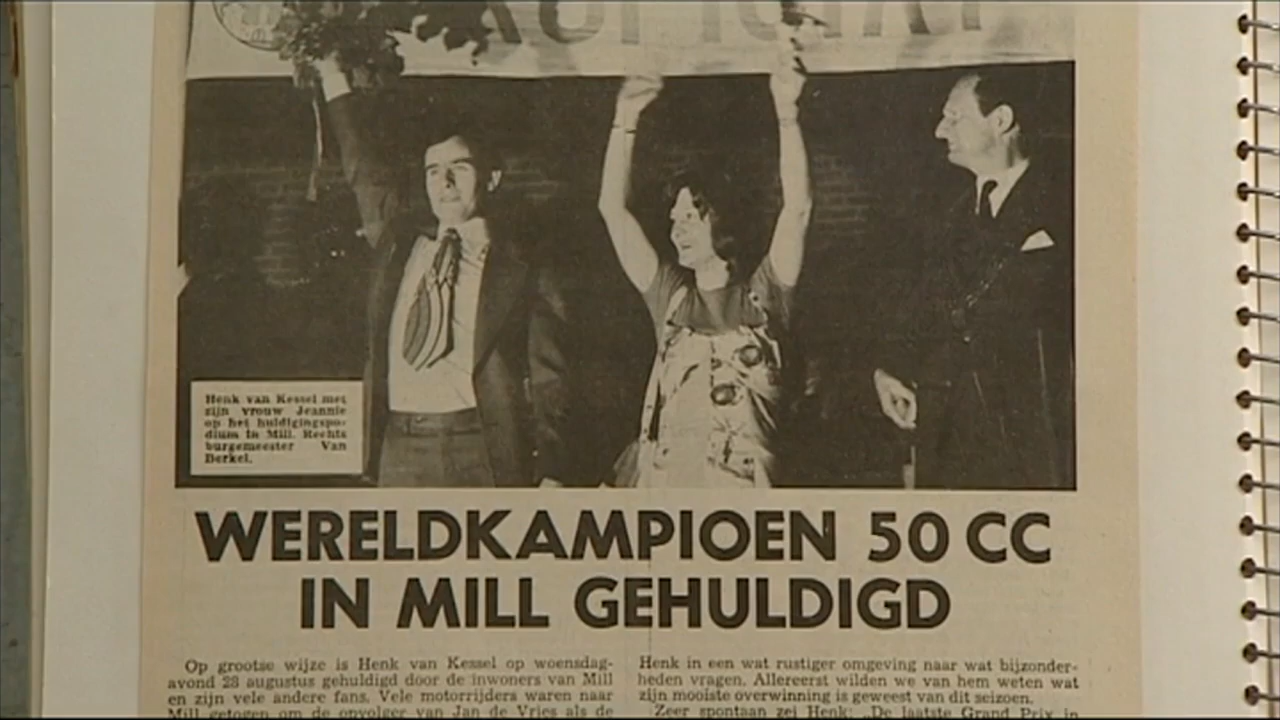 Henk van Kessel met
zijn vrouw Jeannie
op het huldigingspo-
dium in Mill. Rechts
burgemeester Van
Berkel.
WERELDKAMPIOEN 50 CC
IN MILL GEHULDIGD
Op grootse wijze is Henk van Kessel op woensdag-
avond 28 augustus gehuldigd door de inwoners van Mill
en zijn vele andere fans. Vele motorrijders waren naar
Mill getogen om de opvolger van Jan de Vries als de
Henk in een wat rustiger omgeving naar wat bijzonder-
heden vragen. Allereerst wilden we van hem weten wat
zijn mooiste overwinning is geweest van dit seizoen.
Zeer spontaan zei Henk: „De laatste Grand Prix in